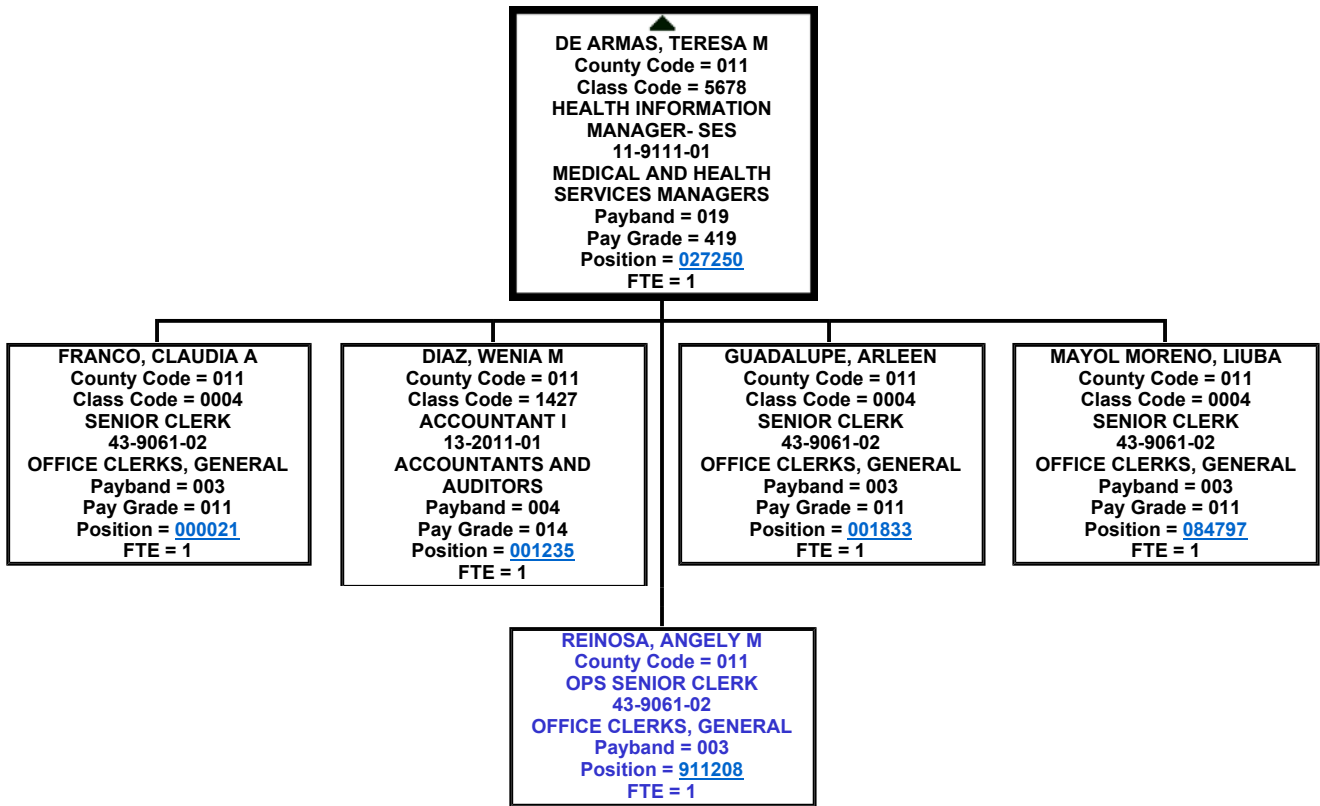 DE ARMAS, TERESA M
County Code = 011
Class Code = 5678
HEALTH INFORMATION
MANAGER- SES
11-9111-01
MEDICAL AND HEALTH
SERVICES MANAGERS
Payband = 019
Pay Grade = 419
Position = 027250
FTE = 1
FRANCO, CLAUDIA A
County Code = 011
Class Code = 0004
SENIOR CLERK
43-9061-02
OFFICE CLERKS, GENERAL
Payband = 003
Pay Grade = 011
Position = 000021
FTE = 1
DIAZ, WENIA M
County Code = 011
Class Code = 1427
ACCOUNTANT I
13-2011-01
ACCOUNTANTS AND
AUDITORS
Payband = 004
Pay Grade = 014
Position = 001235
FTE = 1
GUADALUPE, ARLEEN
County Code = 011
Class Code = 0004
SENIOR CLERK
43-9061-02
OFFICE CLERKS, GENERAL
Payband = 003
Pay Grade = 011
Position = 001833
FTE = 1
MAYOL MORENO, LIUBA
County Code = 011
Class Code = 0004
SENIOR CLERK
43-9061-02
OFFICE CLERKS, GENERAL
Payband = 003
Pay Grade = 011
Position = 084797
FTE = 1
REINOSA, ANGELY M
County Code = 011
OPS SENIOR CLERK
43-9061-02
OFFICE CLERKS, GENERAL
Payband = 003
Position = 911208
FTE = 1